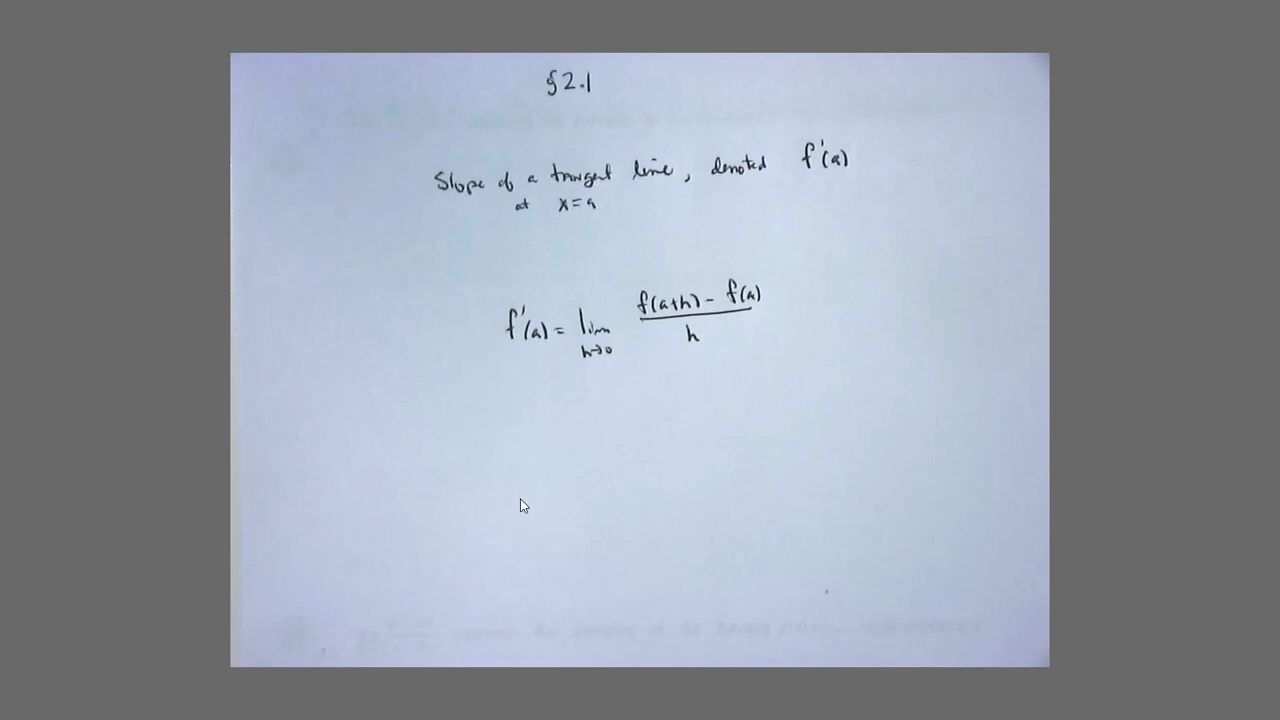 §2.1
Slope of a tangent line, denoted f'(a)
at x=a
f'(a) = lim h→0 f(a+h) - f(a) / h